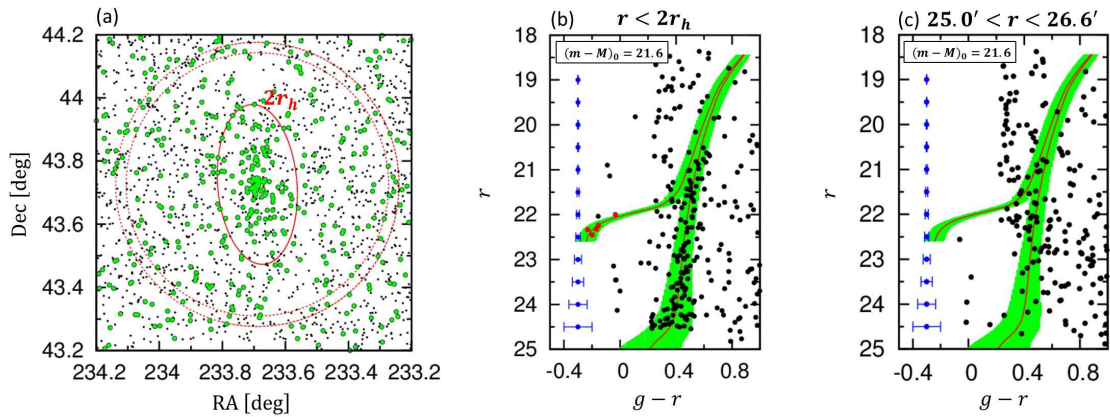 (a)
2r_h
44.2
44
43.8
43.6
43.4
43.2
Dec [deg]
234.2 234 233.8 233.6 233.4 233.2
RA [deg]
(b) r < 2r_h
(m − M)_0 = 21.6
18
19
20
21
22
23
24
25
r
-0.4 0 0.4 0.8
g − r
(c) 25.0′ < r < 26.6′
(m − M)_0 = 21.6
18
19
20
21
22
23
24
25
r
-0.4 0 0.4 0.8
g − r